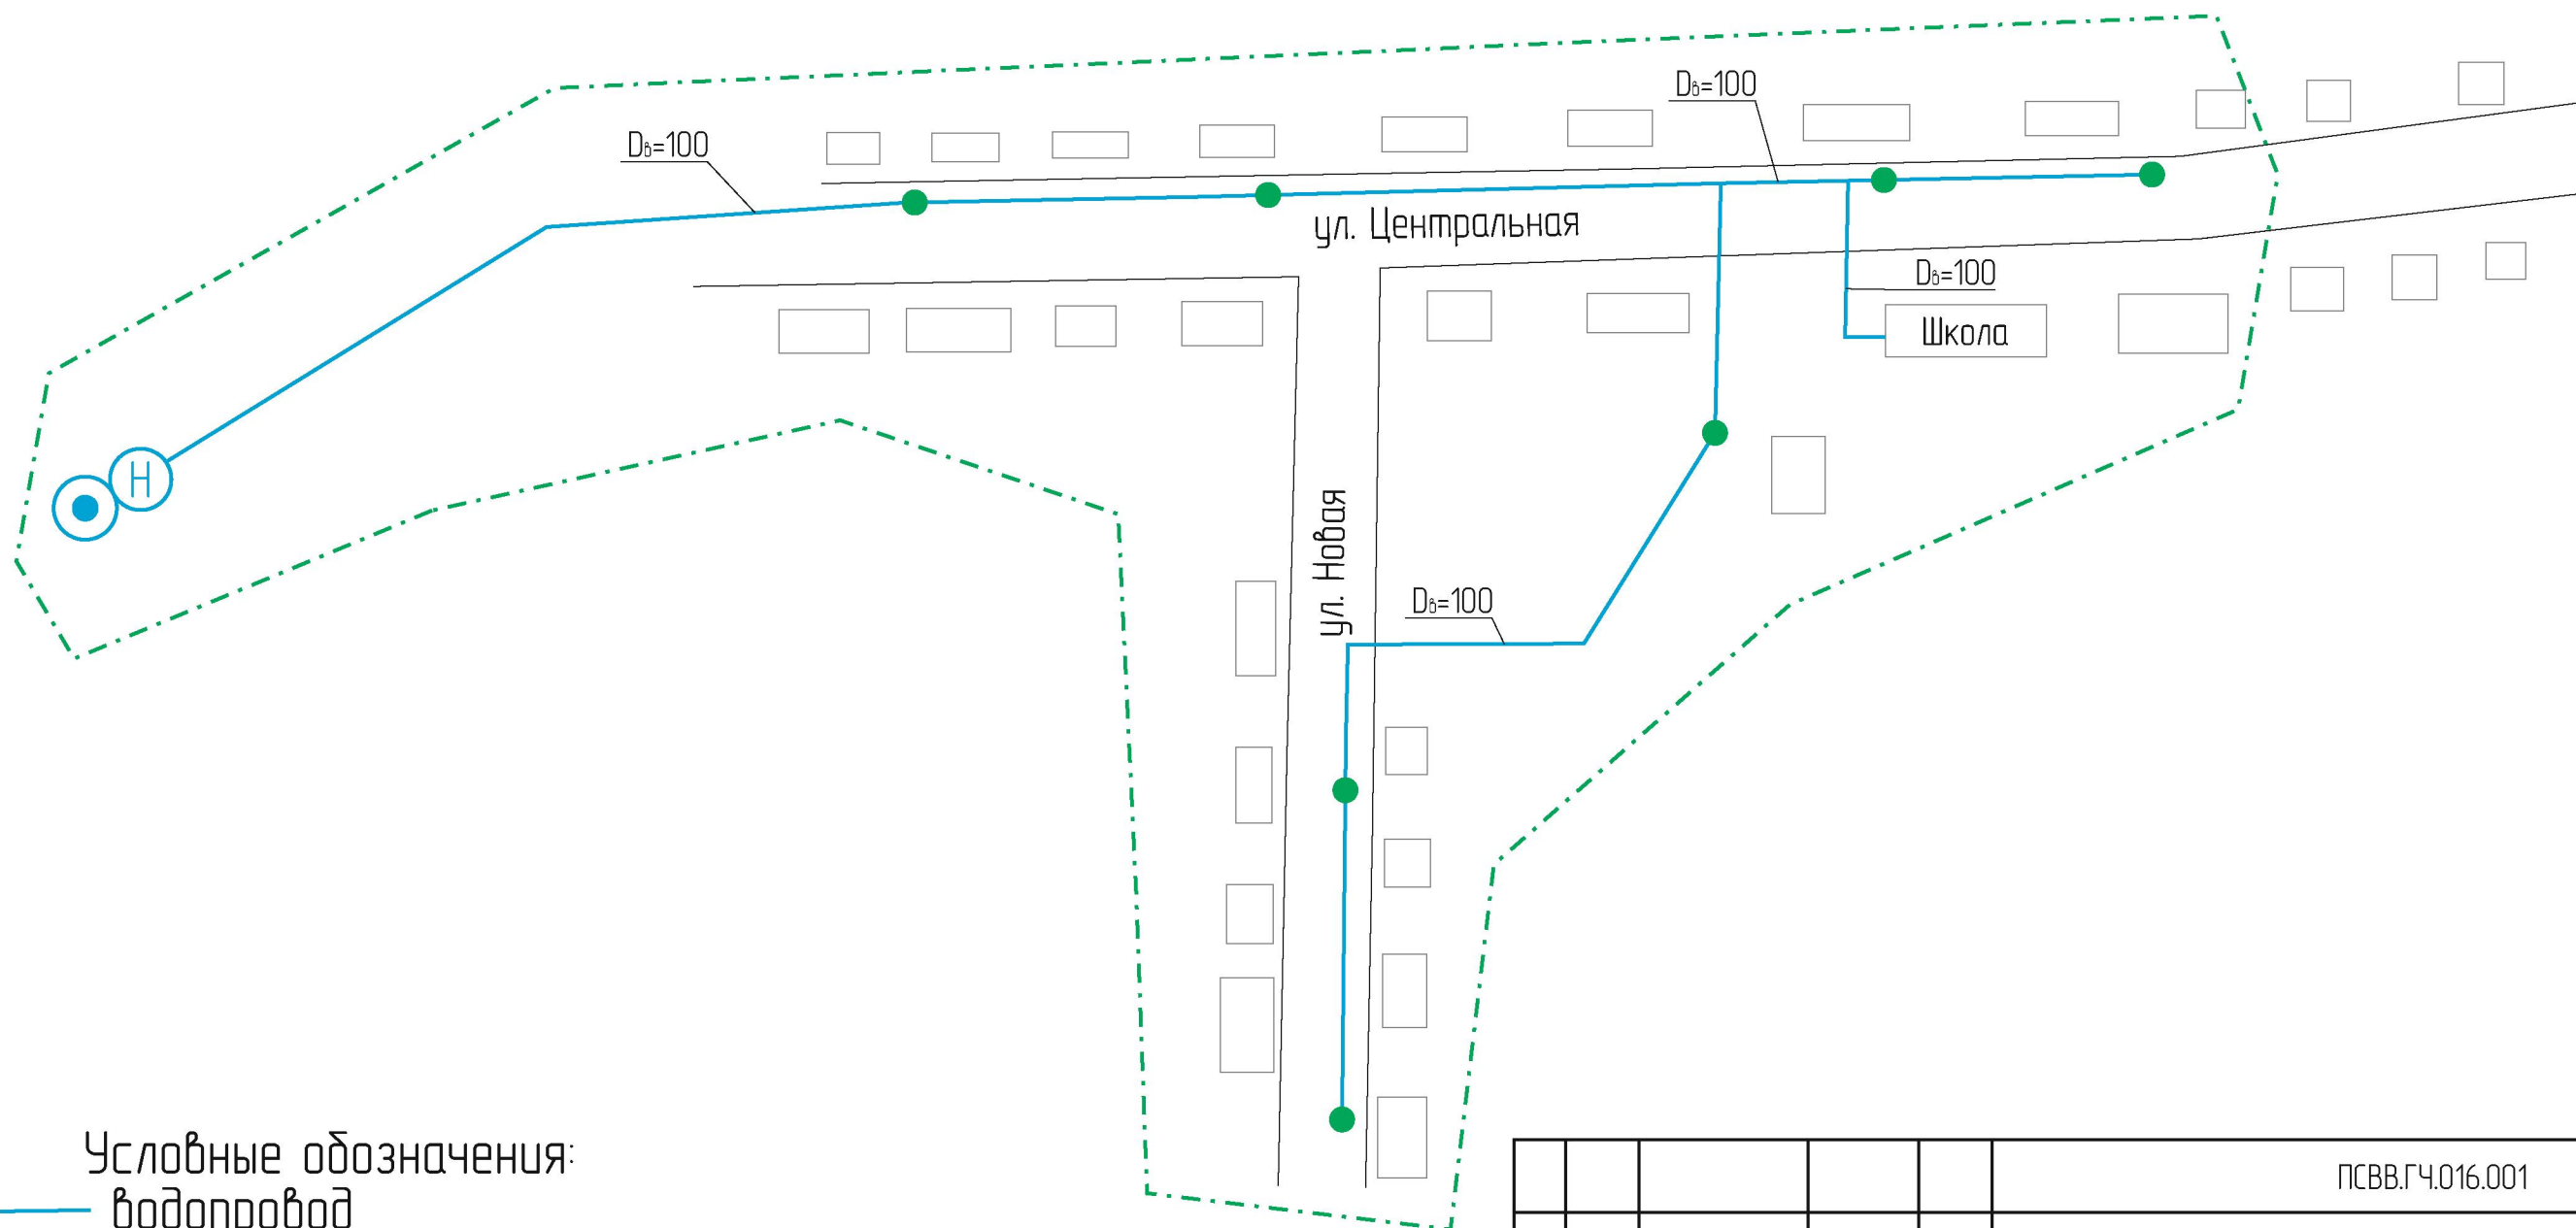 Dв=100
Dв=100
ул. Центральная
Dв=100
Школа
Н
ул. Новая
Dв=100
Условные обозначения:
водопровод
ПСВВ.ГЧ.016.001